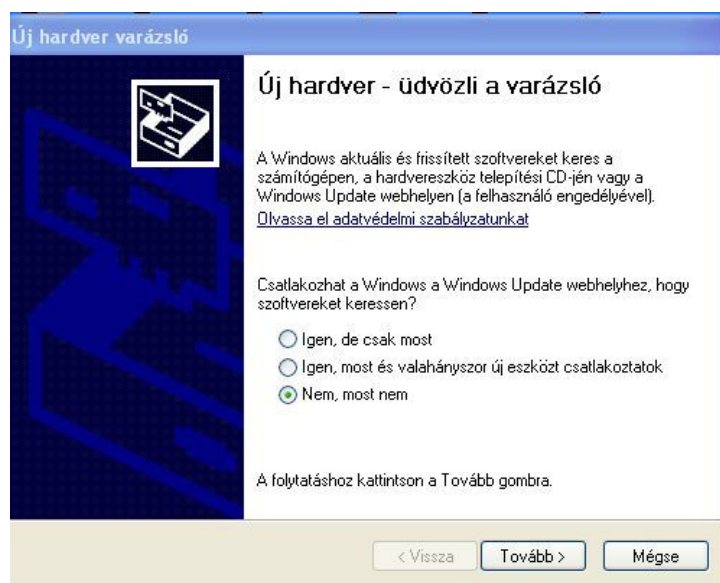 Új hardver varázsló
Új hardver - üdvözli a varázsló
A Windows aktuális és frissített szoftvereket keres a
számítógépen, a hardvereszköz telepítési CD-jén vagy a
Windows Update webhelyen (a felhasználó engedélyével).
Olvassa el adatvédelmi szabályzatunkat
Csatlakozhat a Windows a Windows Update webhelyhez, hogy
szoftvereket keressen?
Igen, de csak most
Igen, most és valahányszor új eszközt csatlakoztatok
Nem, most nem
A folytatáshoz kattintson a Tovább gombra.
< Vissza Tovább > Mégse